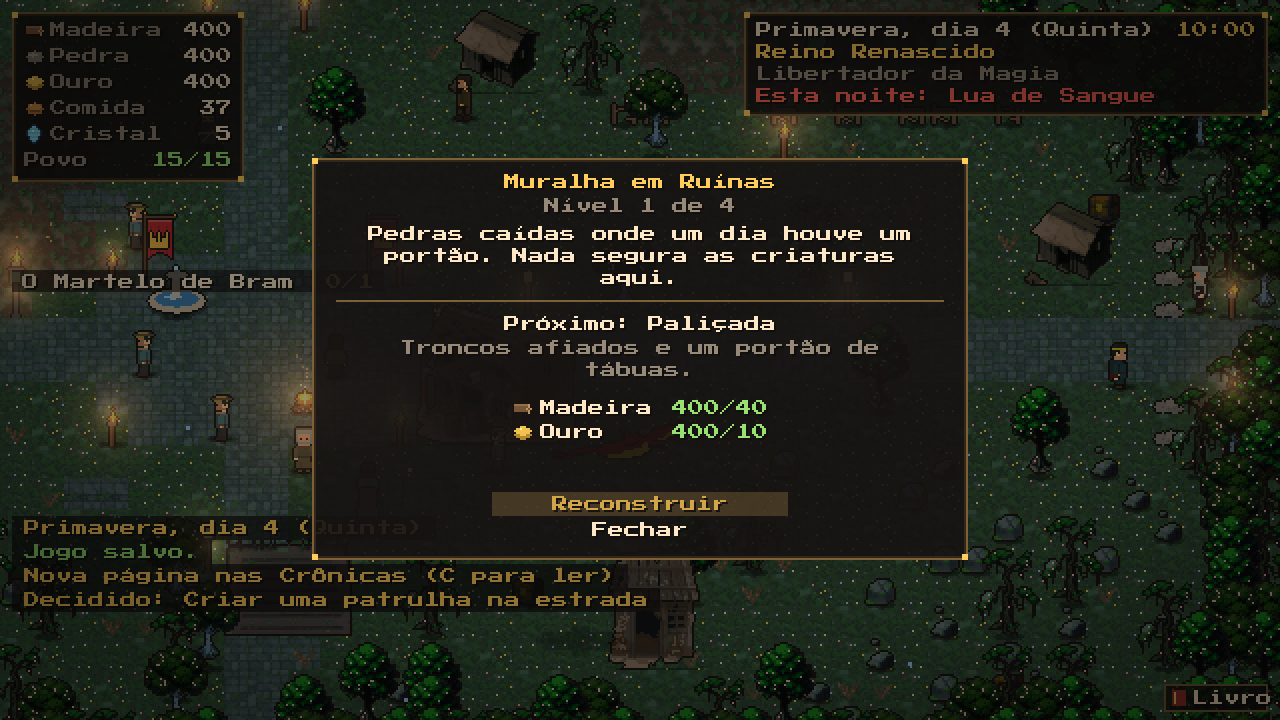 Madeira 400
Pedra 400
Ouro 400
Comida 37
Cristal 5
Povo 15/15
Primavera, dia 4 (Quinta) 10:00
Reino Renascido
Libertador da Magia
Esta noite: Lua de Sangue
O Martelo de Bram 0/1
Muralha em Ruínas
Nível 1 de 4
Pedras caídas onde um dia houve um
portão. Nada segura as criaturas
aqui.
Próximo: Paliçada
Troncos afiados e um portão de
tábuas.
Madeira 400/40
Ouro 400/10
Reconstruir
Fechar
Primavera, dia 4 (Quinta)
Jogo salvo.
Nova página nas Crônicas (C para ler)
Decidido: Criar uma patrulha na estrada
Livro